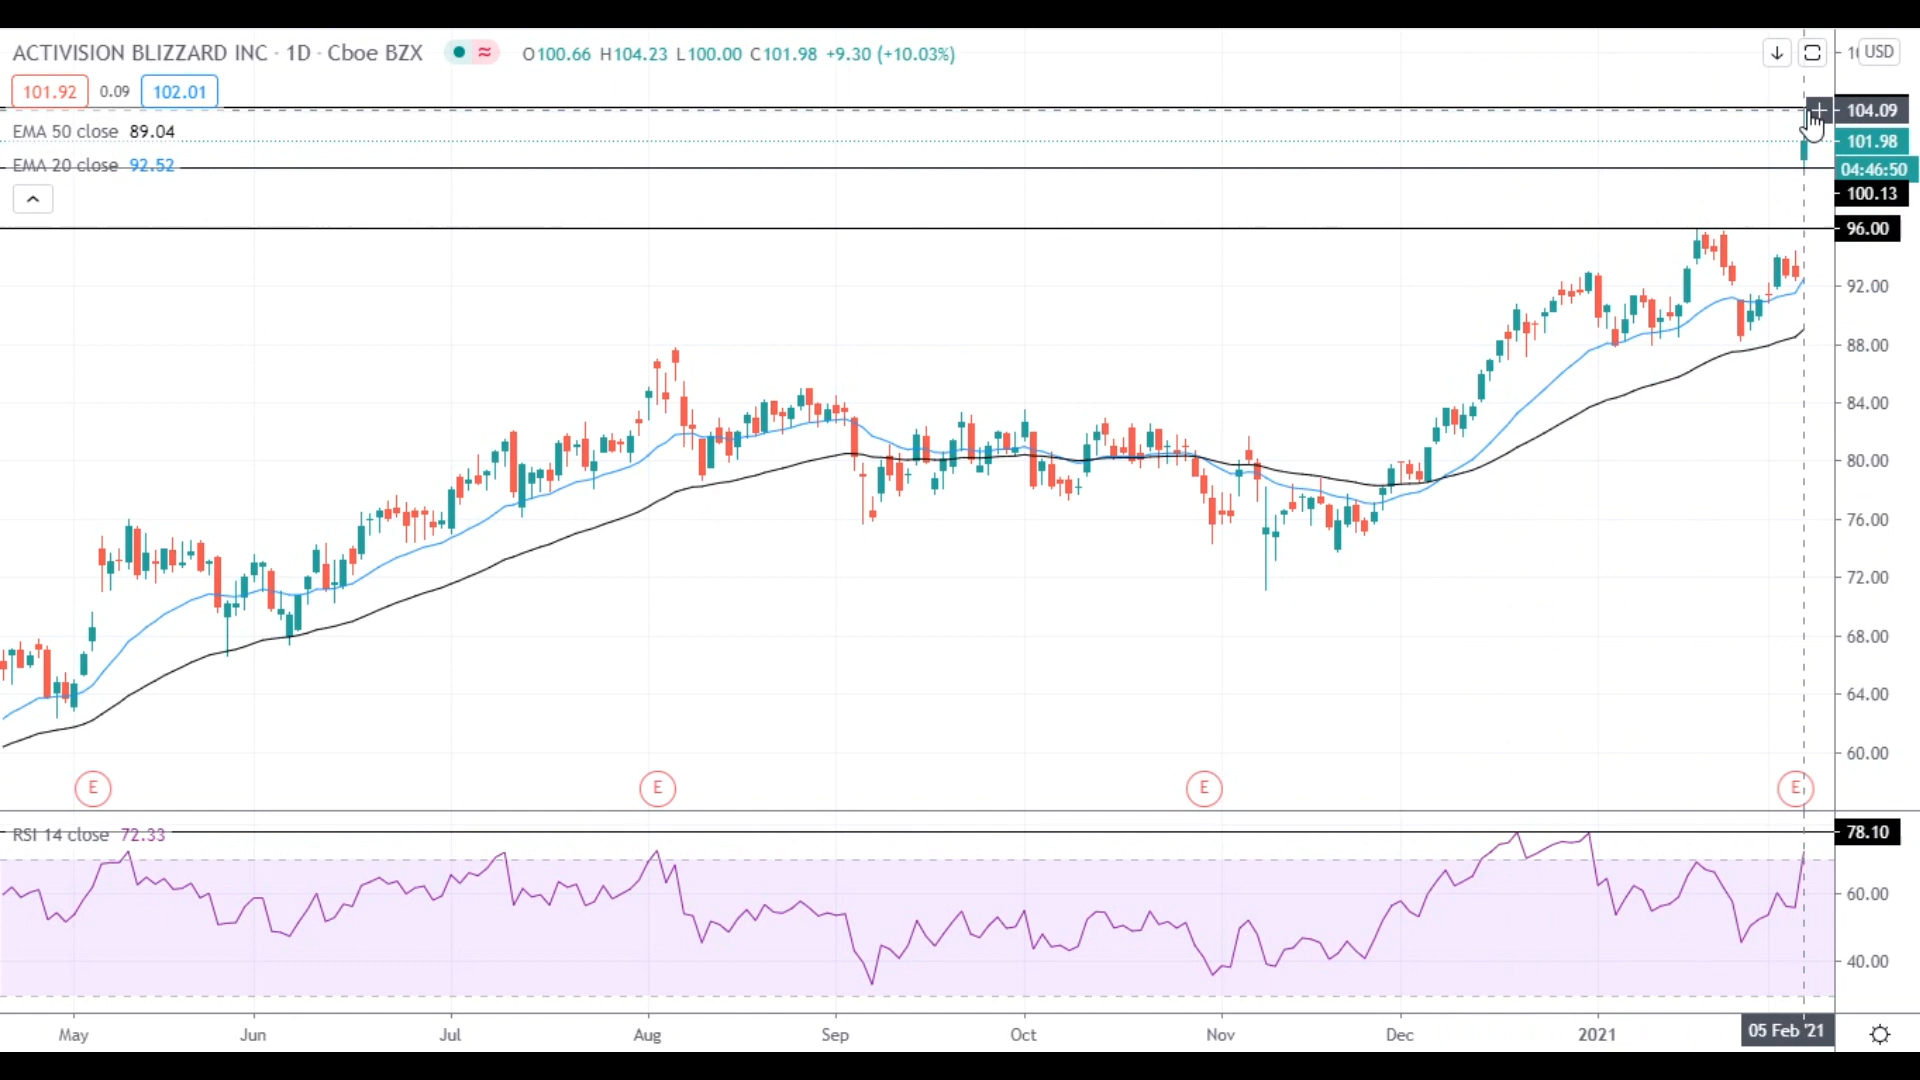 ACTIVISION BLIZZARD INC · 1D · Cboe BZX
O100.66 H104.23 L100.00 C101.98 +9.30 (+10.03%)
USD
101.92 0.09 102.01
104.09
EMA 50 close 89.04
101.98
EMA 20 close 92.52
04:46:50
100.13
96.00
92.00
88.00
84.00
80.00
76.00
72.00
68.00
64.00
60.00
E E E E
RSI 14 close 72.33
78.10
60.00
40.00
May Jun Jul Aug Sep Oct Nov Dec 2021 05 Feb '21